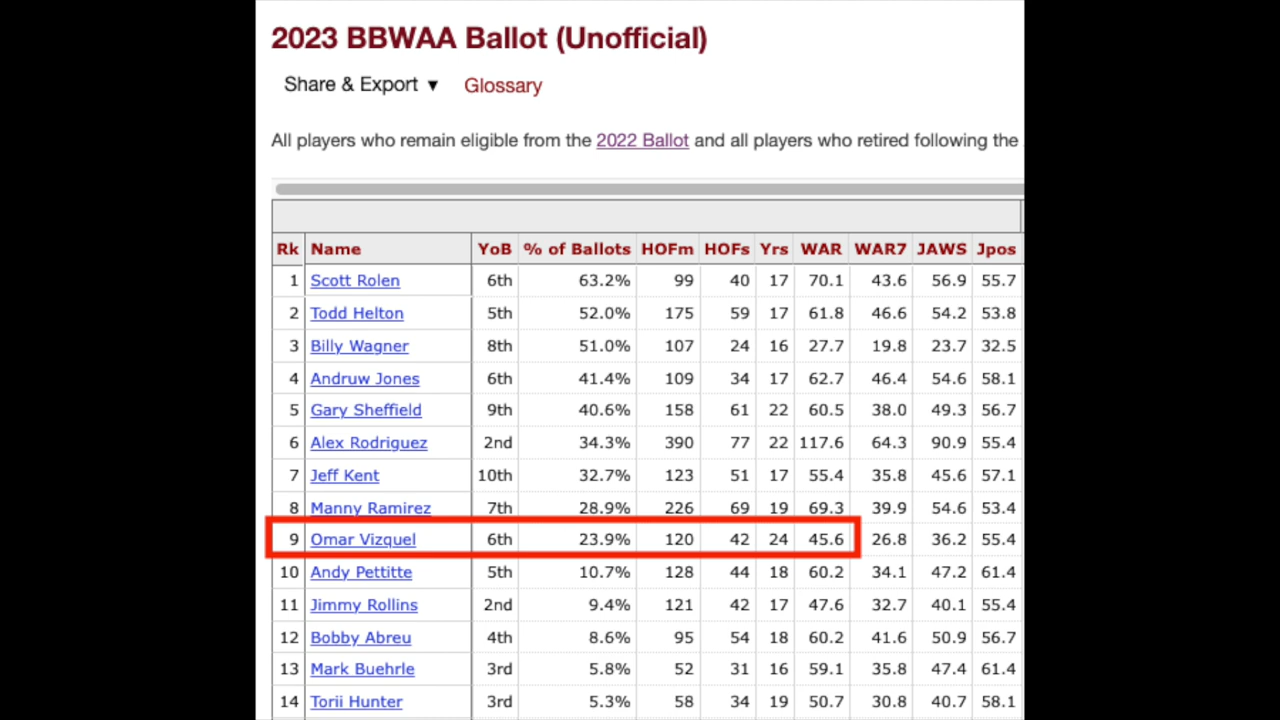 2023 BBWAA Ballot (Unofficial)
Share & Export ▼ Glossary
All players who remain eligible from the 2022 Ballot and all players who retired following the
Rk Name YoB % of Ballots HOFm HOFs Yrs WAR WAR7 JAWS Jpos
1 Scott Rolen 6th 63.2% 99 40 17 70.1 43.6 56.9 55.7
2 Todd Helton 5th 52.0% 175 59 17 61.8 46.6 54.2 53.8
3 Billy Wagner 8th 51.0% 107 24 16 27.7 19.8 23.7 32.5
4 Andruw Jones 6th 41.4% 109 34 17 62.7 46.4 54.6 58.1
5 Gary Sheffield 9th 40.6% 158 61 22 60.5 38.0 49.3 56.7
6 Alex Rodriguez 2nd 34.3% 390 77 22 117.6 64.3 90.9 55.4
7 Jeff Kent 10th 32.7% 123 51 17 55.4 35.8 45.6 57.1
8 Manny Ramirez 7th 28.9% 226 69 19 69.3 39.9 54.6 53.4
9 Omar Vizquel 6th 23.9% 120 42 24 45.6 26.8 36.2 55.4
10 Andy Pettitte 5th 10.7% 128 44 18 60.2 34.1 47.2 61.4
11 Jimmy Rollins 2nd 9.4% 121 42 17 47.6 32.7 40.1 55.4
12 Bobby Abreu 4th 8.6% 95 54 18 60.2 41.6 50.9 56.7
13 Mark Buehrle 3rd 5.8% 52 31 16 59.1 35.8 47.4 61.4
14 Torii Hunter 3rd 5.3% 58 34 19 50.7 30.8 40.7 58.1